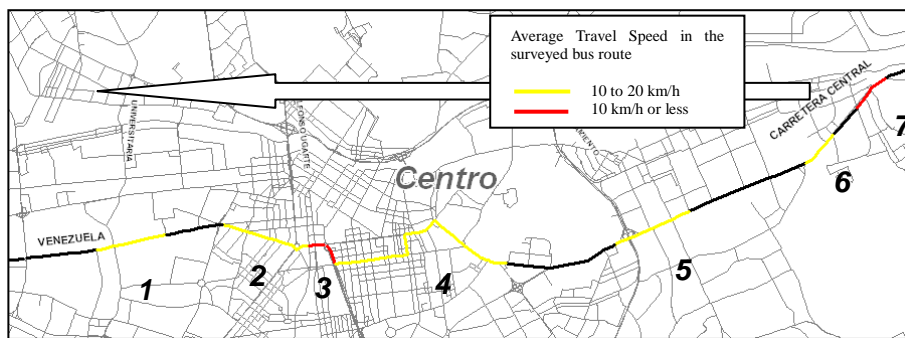 Average Travel Speed in the
surveyed bus route
10 to 20 km/h
10 km/h or less
CARRETERA CENTRAL
7
UNIVERSITARIA
UGARTE
Centro
6
VENEZUELA
5
1
2
3
4